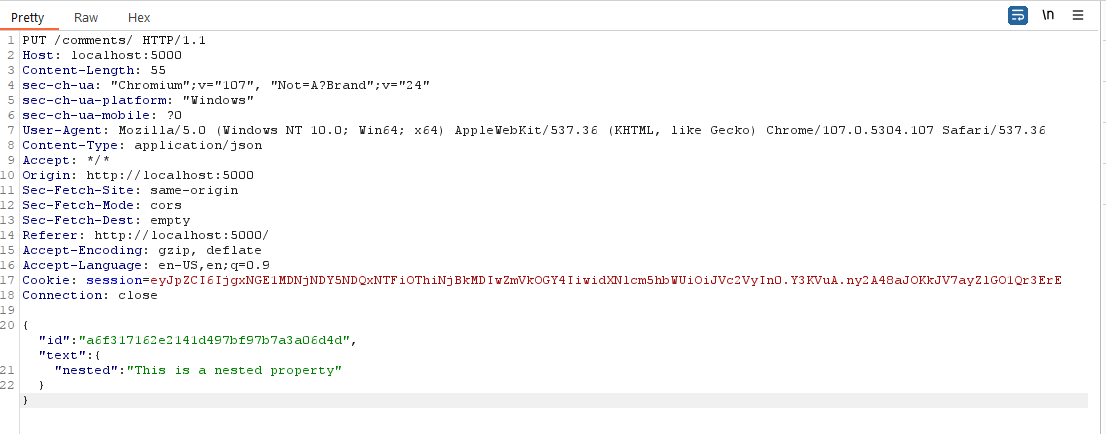 Pretty Raw Hex \n
1 PUT /comments/ HTTP/1.1
2 Host: localhost:5000
3 Content-Length: 55
4 sec-ch-ua: "Chromium";v="107", "Not=A?Brand";v="24"
5 sec-ch-ua-platform: "Windows"
6 sec-ch-ua-mobile: ?0
7 User-Agent: Mozilla/5.0 (Windows NT 10.0; Win64; x64) AppleWebKit/537.36 (KHTML, like Gecko) Chrome/107.0.5304.107 Safari/537.36
8 Content-Type: application/json
9 Accept: */*
10 Origin: http://localhost:5000
11 Sec-Fetch-Site: same-origin
12 Sec-Fetch-Mode: cors
13 Sec-Fetch-Dest: empty
14 Referer: http://localhost:5000/
15 Accept-Encoding: gzip, deflate
16 Accept-Language: en-US,en;q=0.9
17 Cookie: session=eyJpZCI6IjgxNGE1MDNjNDY5NDQxNTFiOThiNjBkMDIwZmVkOGY4IiwidXNlcm5hbWUiOiJVc2VyIn0.Y3KVuA.ny2A48aJOKkJV7ayZlGO1Qr3ErE
18 Connection: close
19
20 {
"id":"a6f317162e2141d497bf97b7a3a06d4d",
"text":{
21 "nested":"This is a nested property"
22 }
}